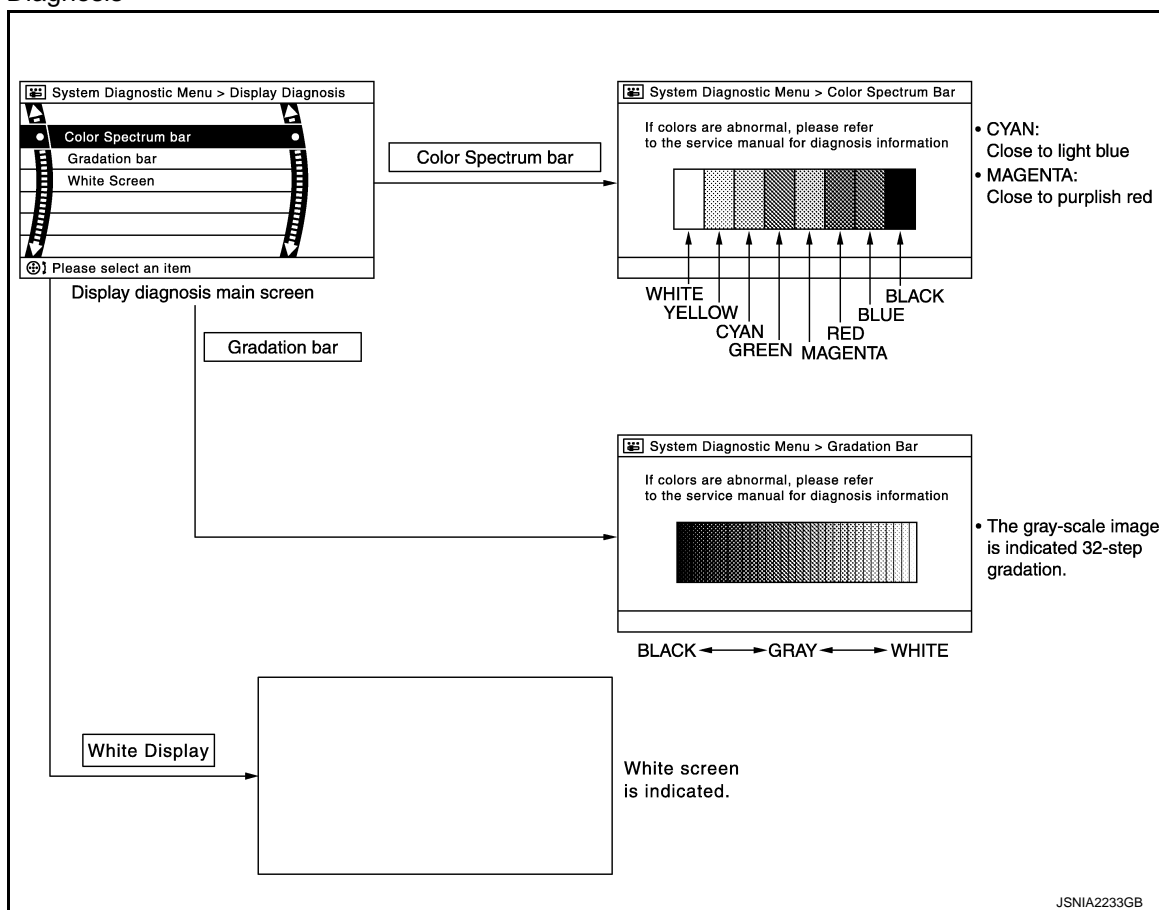 Diagnosis
System Diagnostic Menu > Display Diagnosis
Color Spectrum bar
Gradation bar
White Screen
Please select an item
Display diagnosis main screen
Color Spectrum bar
System Diagnostic Menu > Color Spectrum Bar
If colors are abnormal, please refer
to the service manual for diagnosis information
WHITE
YELLOW
CYAN
GREEN
MAGENTA
RED
BLUE
BLACK
• CYAN:
Close to light blue
• MAGENTA:
Close to purplish red
Gradation bar
System Diagnostic Menu > Gradation Bar
If colors are abnormal, please refer
to the service manual for diagnosis information
BLACK GRAY WHITE
• The gray-scale image
is indicated 32-step
gradation.
White Display
White screen
is indicated.
JSNIA2233GB